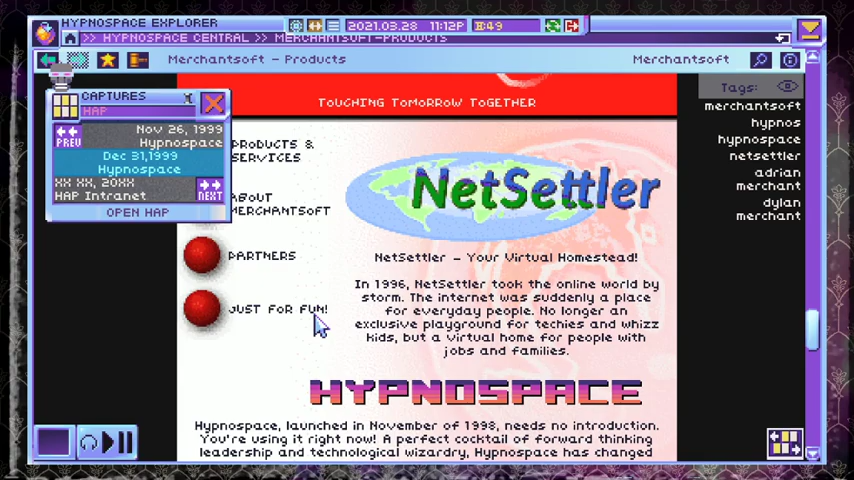 HYPNOSPACE EXPLORER
2021.03.28 11:12P
49
>> HYPNOSPACE CENTRAL >> MERCHANTSOFT-PRODUCTS
Merchantsoft - Products
Merchantsoft
CAPTURES
HAP
PREV
Nov 26, 1999
Hypnospace
Dec 31,1999
Hypnospace
XX XX, 20XX
HAP Intranet
NEXT
OPEN HAP
TOUCHING TOMORROW TOGETHER
PRODUCTS &
SERVICES
ABOUT
MERCHANTSOFT
PARTNERS
JUST FOR FUN!
NetSettler
NetSettler - Your Virtual Homestead!
In 1996, NetSettler took the online world by
storm. The internet was suddenly a place
for everyday people. No longer an
exclusive playground for techies and whizz
kids, but a virtual home for people with
jobs and families.
HYPNOSPACE
Hypnospace, launched in November of 1998, needs no introduction.
You're using it right now! A perfect cocktail of forward thinking
leadership and technological wizardry, Hypnospace has changed
Tags:
merchantsoft
hypnos
hypnospace
netsettler
adrian
merchant
dylan
merchant